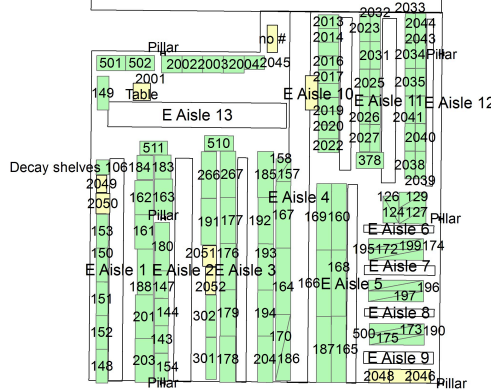 2033
2032
2013 2023 2044
2014 2043
no #
Pillar 2031 2034 Pillar
501 502 2002 2003 2004 2045 2016
2001 2017 2025 2035
149 Table E Aisle 10 E Aisle 11 E Aisle 12
2019 2026 2041
E Aisle 13 2020 2027 2040
511 510 2022
158 378 2038
Decay shelves 106 184 183 266 267 185 157 2039
2049
2050 162 163 E Aisle 4 126 129
Pillar 191 177 192 167 169 160 124 127 Pillar
153 161 E Aisle 6
150 180 2051 176 193 195 172 199 174
E Aisle 1 E Aisle 2 E Aisle 3 168 E Aisle 7
188 147 2052 164 166 E Aisle 5 196
151 197
201 144 302 179 194 E Aisle 8
152 143 170 500 175 173 190
187 165
148 203 154 301 178 204 186 E Aisle 9
2048 2046
Pillar Pillar